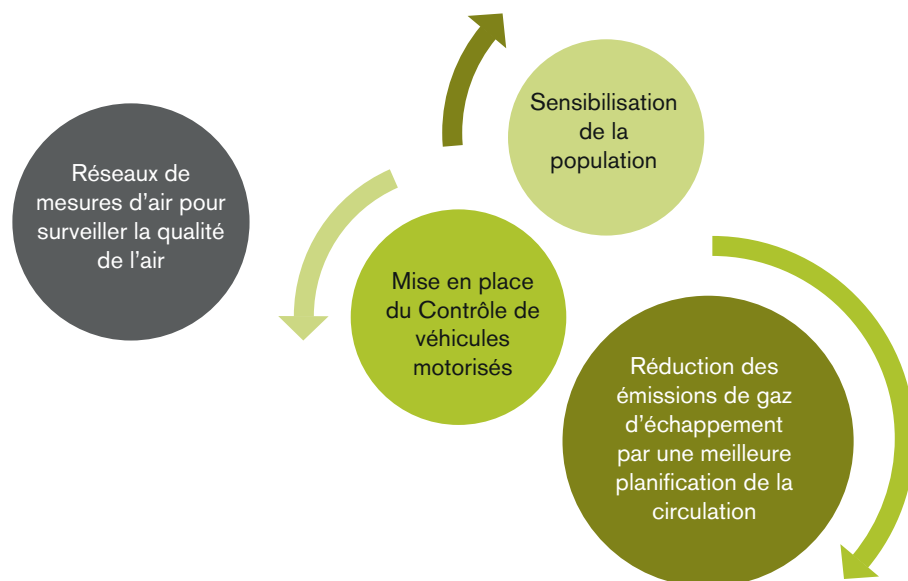 Réseaux de
mesures d’air pour
surveiller la qualité
de l’air
Sensibilisation
de la
population
Mise en place
du Contrôle de
véhicules
motorisés
Réduction des
émissions de gaz
d’échappement
par une meilleure
planification de la
circulation